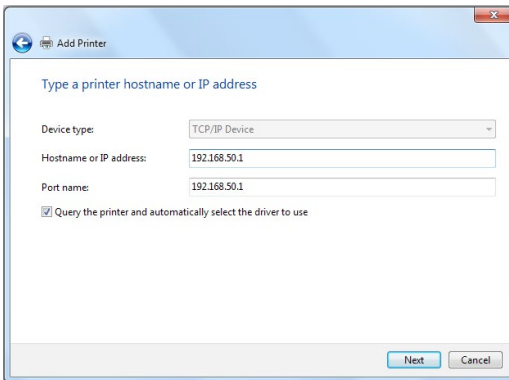 Add Printer
Type a printer hostname or IP address
Device type: TCP/IP Device
Hostname or IP address: 192.168.50.1
Port name: 192.168.50.1
Query the printer and automatically select the driver to use
Next Cancel